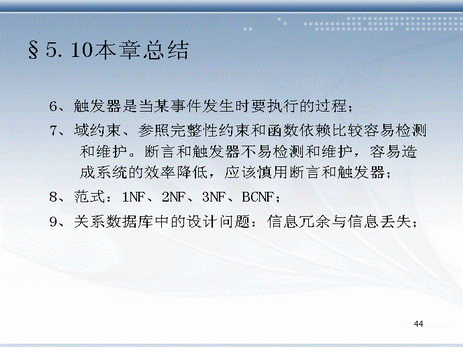 §5.10本章总结
6、触发器是当某事件发生时要执行的过程；
7、域约束、参照完整性约束和函数依赖比较容易检测
和维护。断言和触发器不易检测和维护，容易造
成系统的效率降低，应该慎用断言和触发器；
8、范式：1NF、2NF、3NF、BCNF；
9、关系数据库中的设计问题：信息冗余与信息丢失；
44